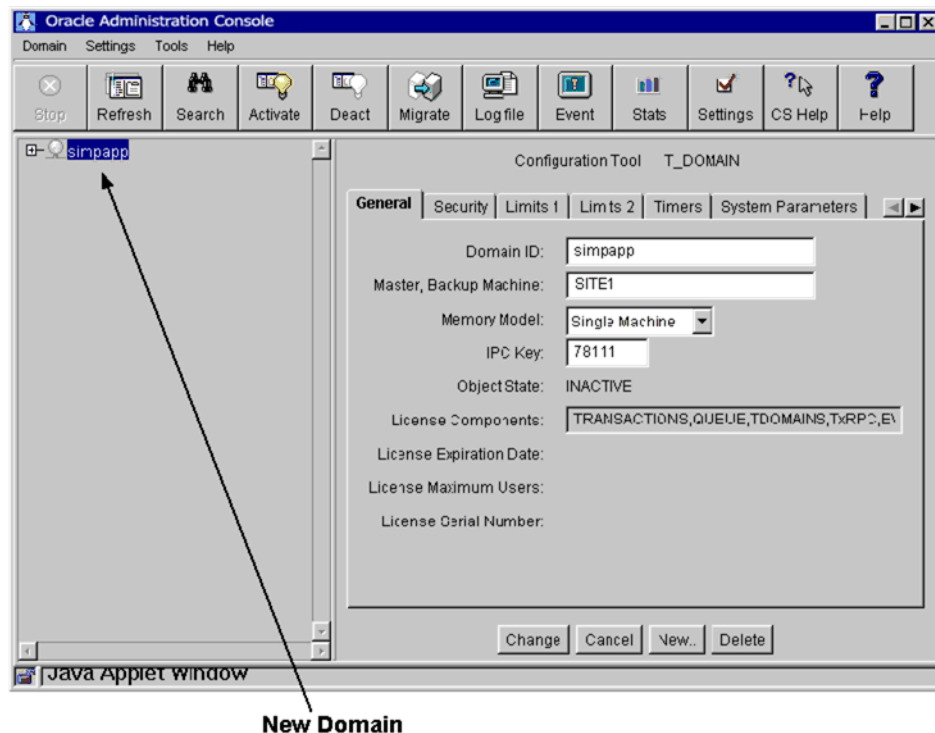 Oracle Administration Console
Domain Settings Tools Help
Stop Refresh Search Activate Deact Migrate Log file Event Stats Settings CS Help Help
simpapp
Configuration Tool T_DOMAIN
General Security Limits 1 Limits 2 Timers System Parameters
Domain ID: simpapp
Master, Backup Machine: SITE1
Memory Model: Single Machine
IPC Key: 78111
Object State: INACTIVE
License Components: TRANSACTIONS,QUEUE,TDOMAINS,TxRPC,EV
License Expiration Date:
License Maximum Users:
License Serial Number:
Change Cancel New.. Delete
Java Applet Window
New Domain